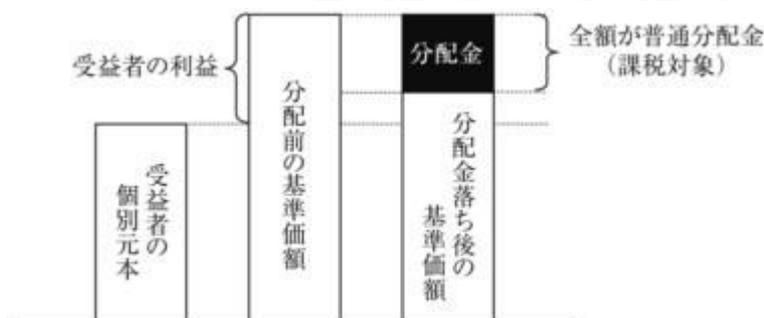 受益者の利益
分配金
全額が普通分配金
（課税対象）
受益者の
個別元本
分配前の基準価額
分配金落ち後の
基準価額